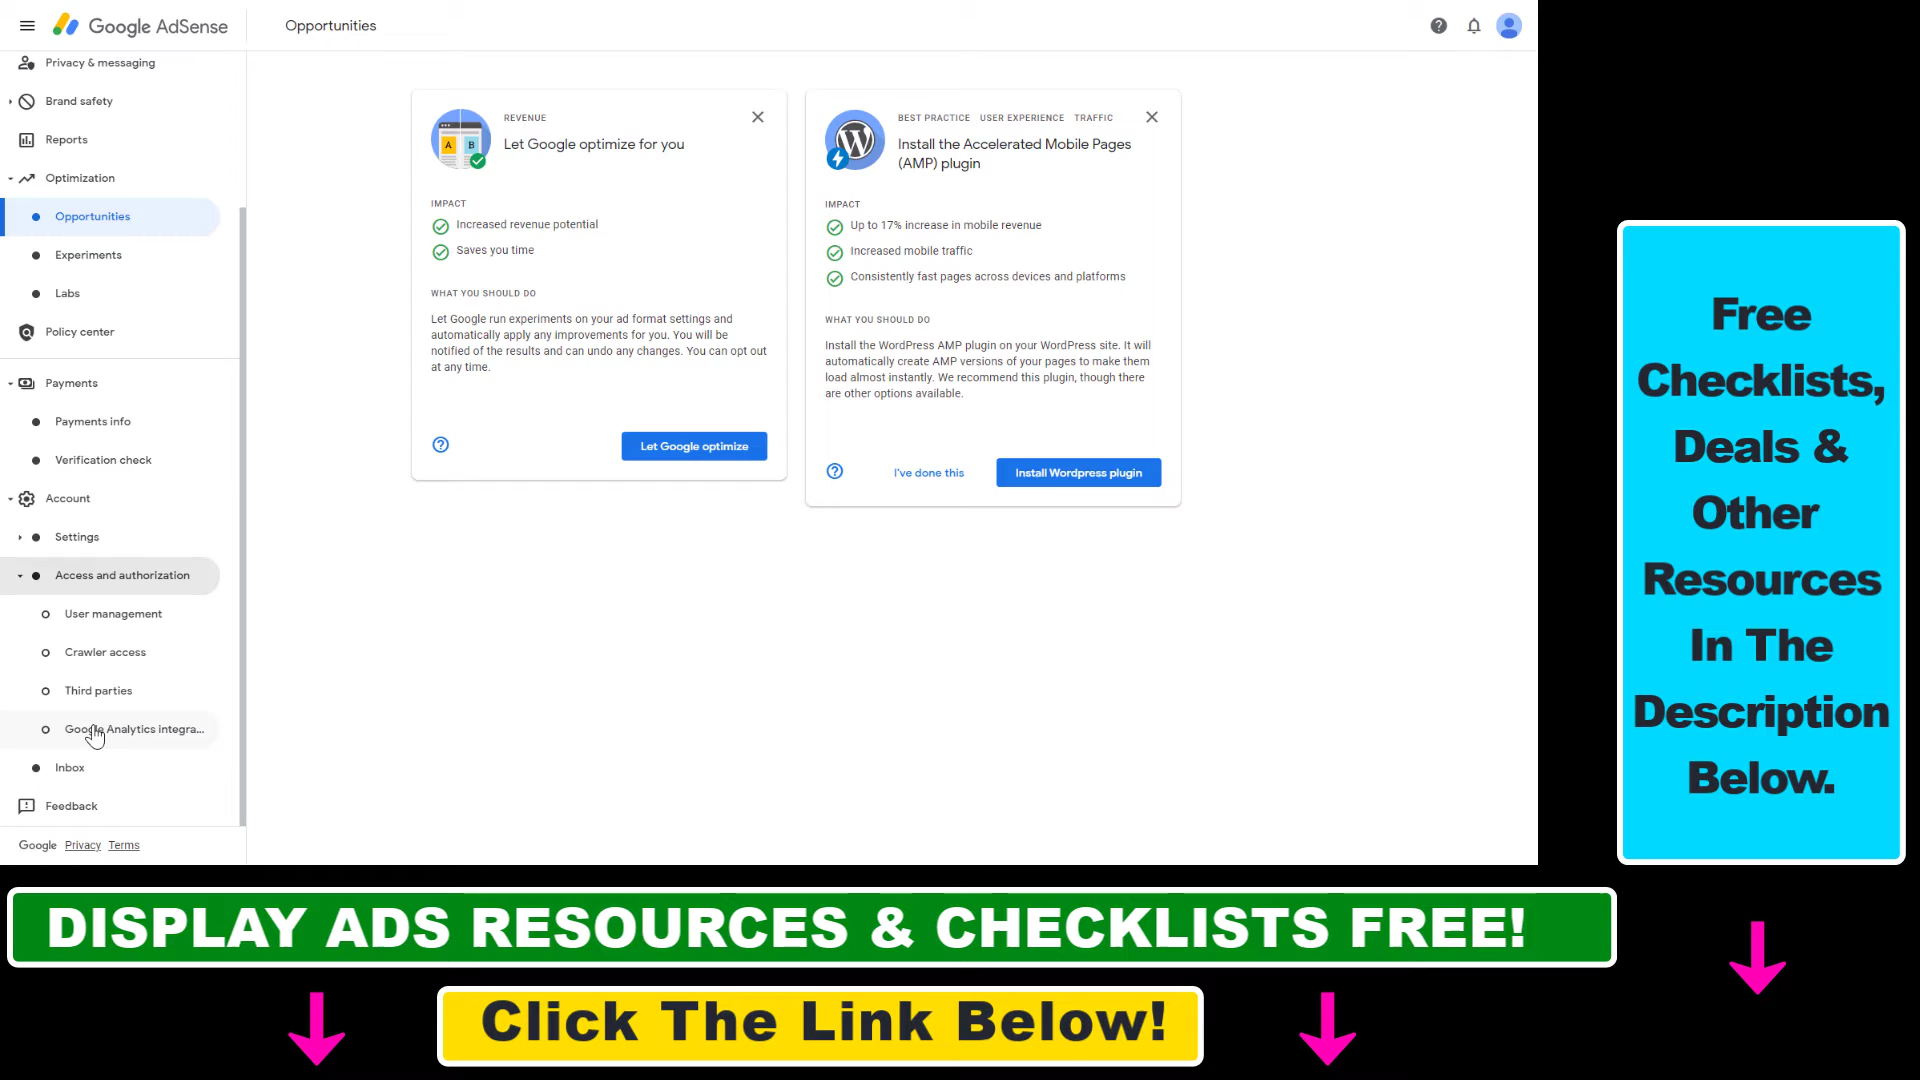 Google AdSense
Opportunities
Privacy & messaging
Brand safety
Reports
Optimization
Opportunities
Experiments
Labs
Policy center
Payments
Payments info
Verification check
Account
Settings
Access and authorization
User management
Crawler access
Third parties
Google Analytics integra...
Inbox
Feedback
Google Privacy Terms
REVENUE
Let Google optimize for you
A B
IMPACT
Increased revenue potential
Saves you time
WHAT YOU SHOULD DO
Let Google run experiments on your ad format settings and
automatically apply any improvements for you. You will be
notified of the results and can undo any changes. You can opt out
at any time.
Let Google optimize
BEST PRACTICE USER EXPERIENCE TRAFFIC
Install the Accelerated Mobile Pages
(AMP) plugin
IMPACT
Up to 17% increase in mobile revenue
Increased mobile traffic
Consistently fast pages across devices and platforms
WHAT YOU SHOULD DO
Install the WordPress AMP plugin on your WordPress site. It will
automatically create AMP versions of your pages to make them
load almost instantly. We recommend this plugin, though there
are other options available.
I've done this
Install Wordpress plugin
Free
Checklists,
Deals &
Other
Resources
In The
Description
Below.
DISPLAY ADS RESOURCES & CHECKLISTS FREE!
Click The Link Below!